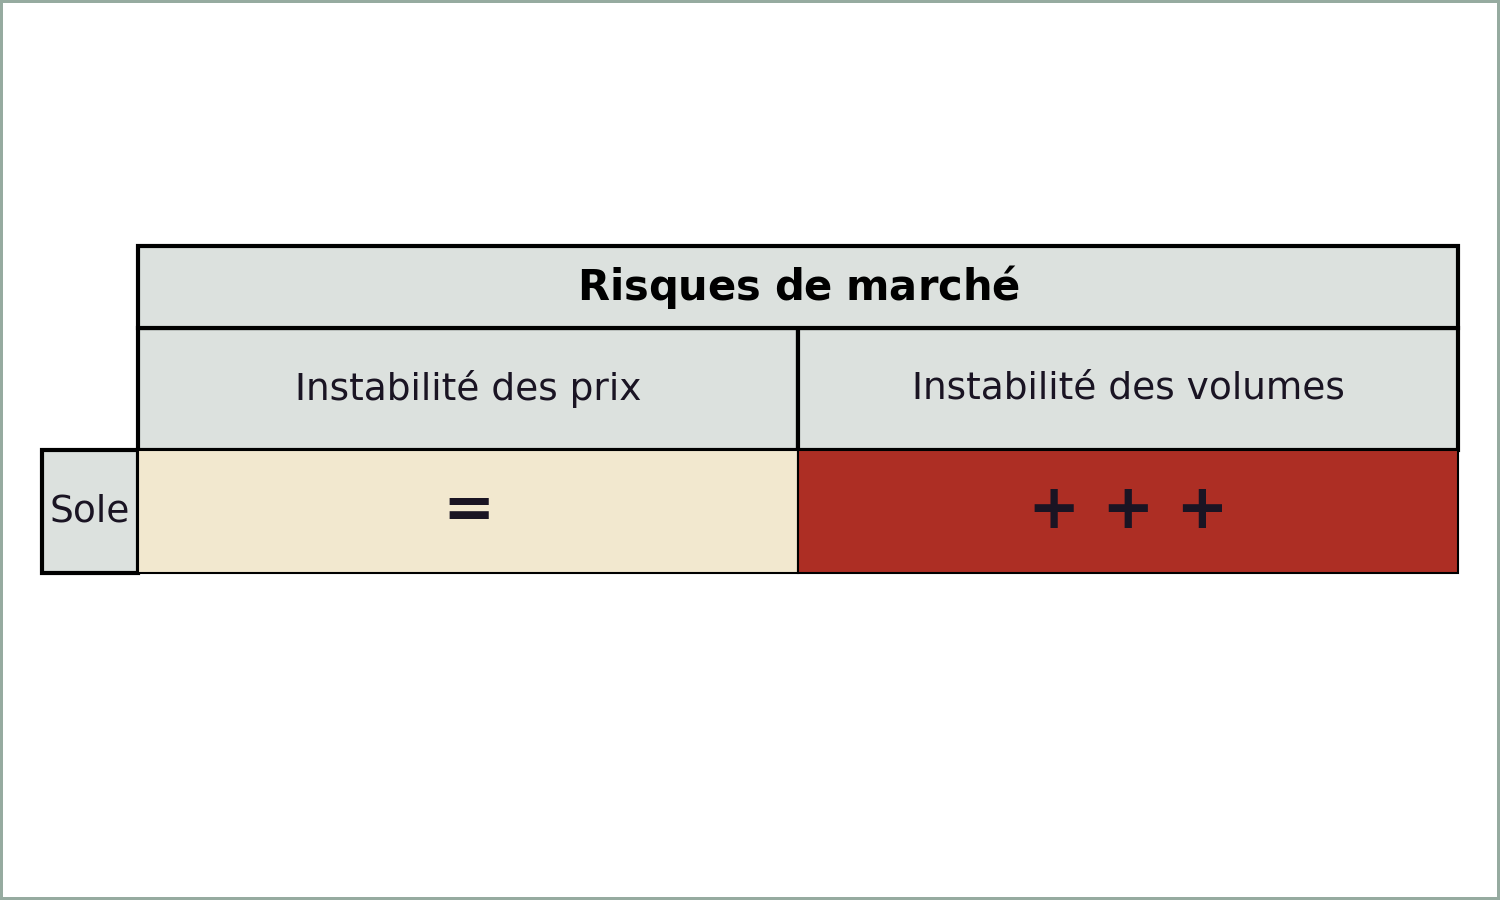 Risques de marché
Instabilité des prix
Instabilité des volumes
Sole
=
+ + +